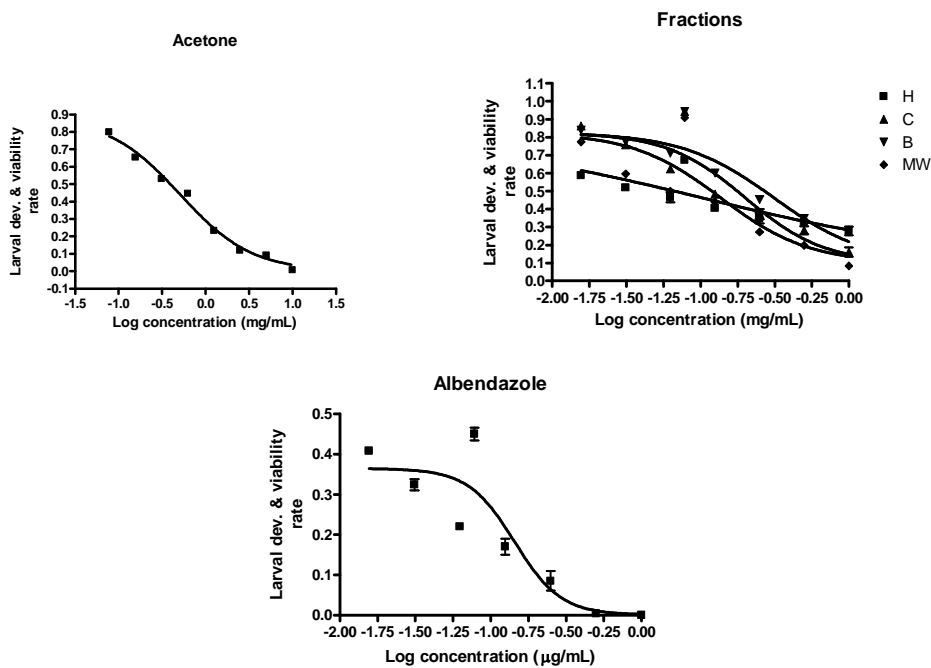 Acetone
Larval dev. & viability
rate
0.9
0.8
0.7
0.6
0.5
0.4
0.3
0.2
0.1
0.0
-0.1
-1.5
-1.0
-0.5
0.0
0.5
1.0
1.5
Log concentration (mg/mL)
Fractions
Larval dev. & viability
rate
1.1
1.0
0.9
0.8
0.7
0.6
0.5
0.4
0.3
0.2
0.1
0.0
-2.00 -1.75 -1.50 -1.25 -1.00 -0.75 -0.50 -0.25 0.00
Log concentration (mg/mL)
H
C
B
MW
Albendazole
Larval dev. & viability
rate
0.5
0.4
0.3
0.2
0.1
0.0
-2.00 -1.75 -1.50 -1.25 -1.00 -0.75 -0.50 -0.25 0.00
Log concentration (µg/mL)